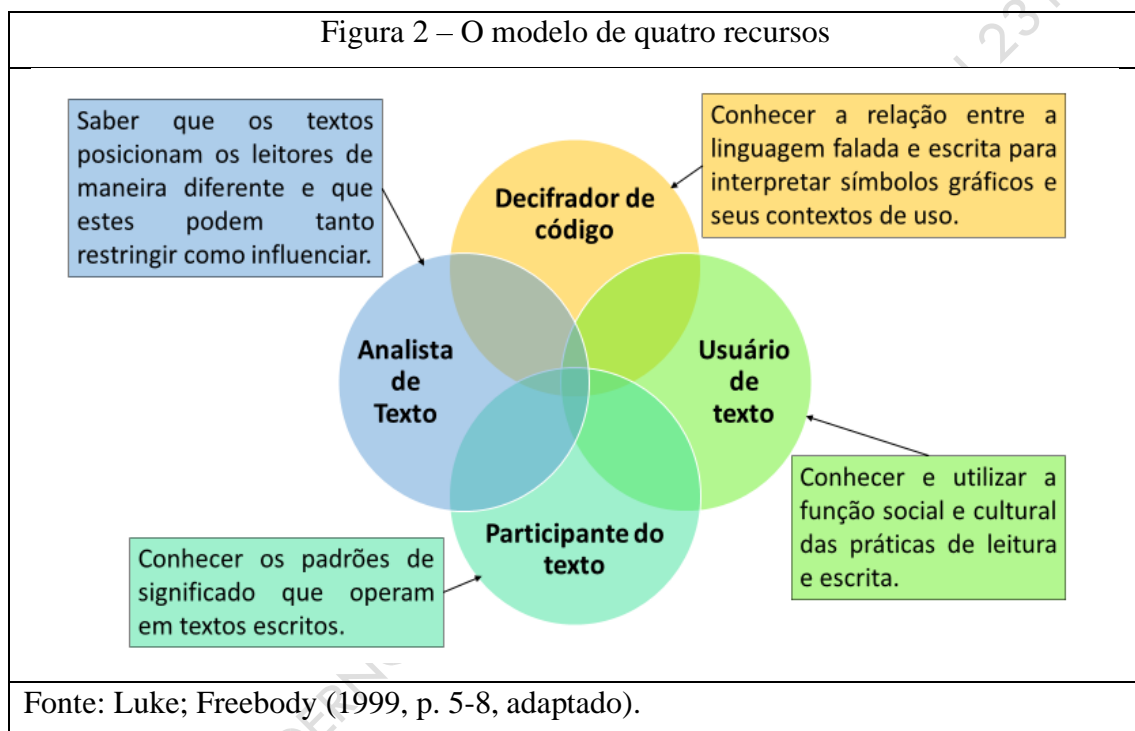 Figura 2 – O modelo de quatro recursos
Saber que os textos
posicionam os leitores de
maneira diferente e que
estes podem tanto
restringir como influenciar.
Conhecer a relação entre a
linguagem falada e escrita para
interpretar símbolos gráficos e
seus contextos de uso.
Decifrador de
código
Analista
de
Texto
Usuário
de
texto
Participante do
texto
Conhecer e utilizar a
função social e cultural
das práticas de leitura
e escrita.
Conhecer os padrões de
significado que operam
em textos escritos.
Fonte: Luke; Freebody (1999, p. 5-8, adaptado).